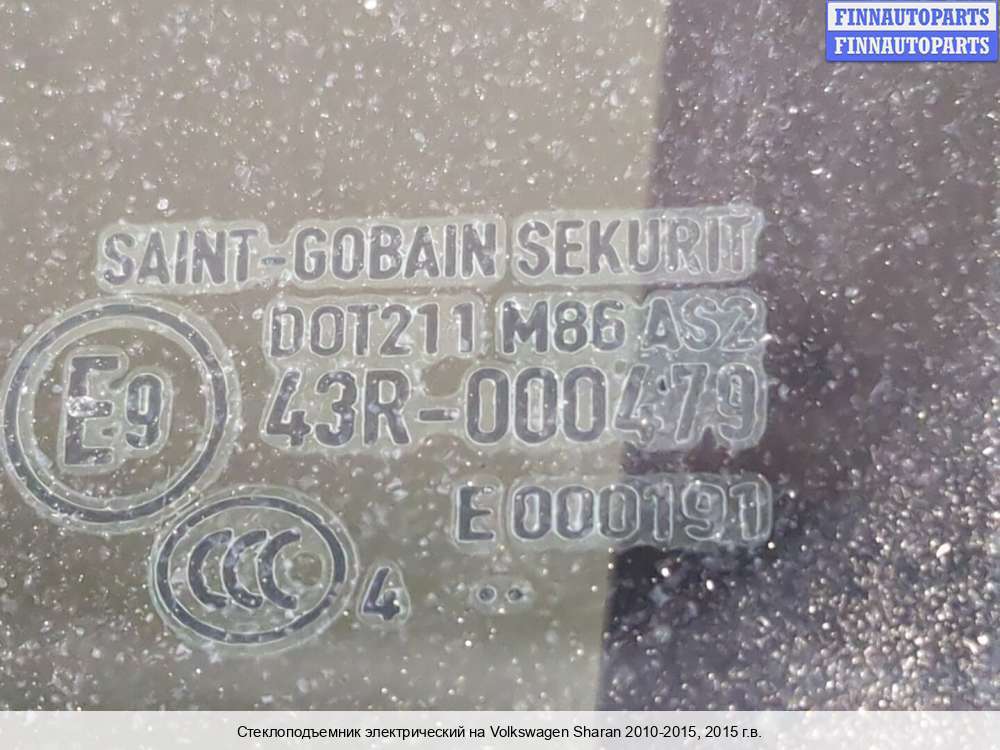 FINNAUTOPARTS
FINNAUTOPARTS
SAINT-GOBAIN SEKURIT
DOT211 M86 AS2
E9 43R-000479
E000191
CCC
4 ..
Стеклоподъемник электрический на Volkswagen Sharan 2010-2015, 2015 г.в.